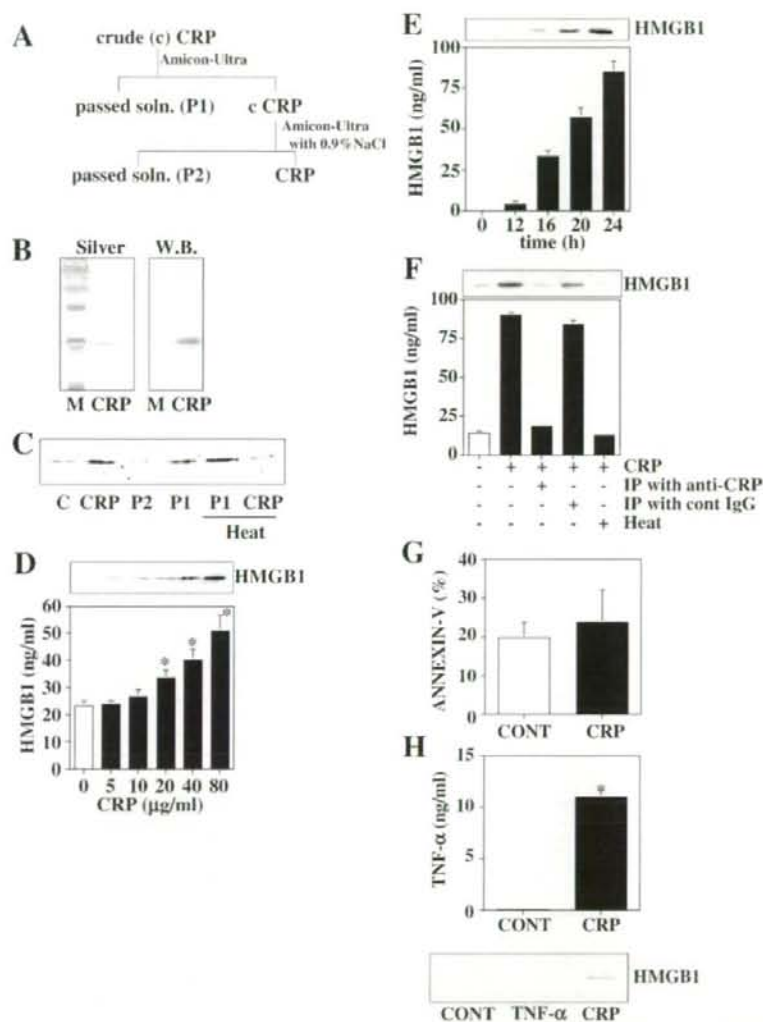 A
crude (c) CRP
Amicon-Ultra
passed soln. (P1) c CRP
Amicon-Ultra
with 0.9%NaCl
passed soln. (P2) CRP
B
Silver W.B.
M CRP M CRP
C
C CRP P2 P1 P1 CRP
Heat
D
HMGB1
HMGB1 (ng/ml)
60
50
40
30
20
10
0
* * *
0 5 10 20 40 80
CRP (µg/ml)
E
HMGB1
HMGB1 (ng/ml)
100
75
50
25
0
0 12 16 20 24
time (h)
F
HMGB1
HMGB1 (ng/ml)
100
75
50
25
0
- + + + + CRP
- - + - - IP with anti-CRP
- - - + - IP with cont IgG
- - - - + Heat
G
ANNEXIN-V (%)
40
30
20
10
0
CONT CRP
H
TNF-α (ng/ml)
15
10
5
0
*
CONT CRP
HMGB1
CONT TNF-α CRP